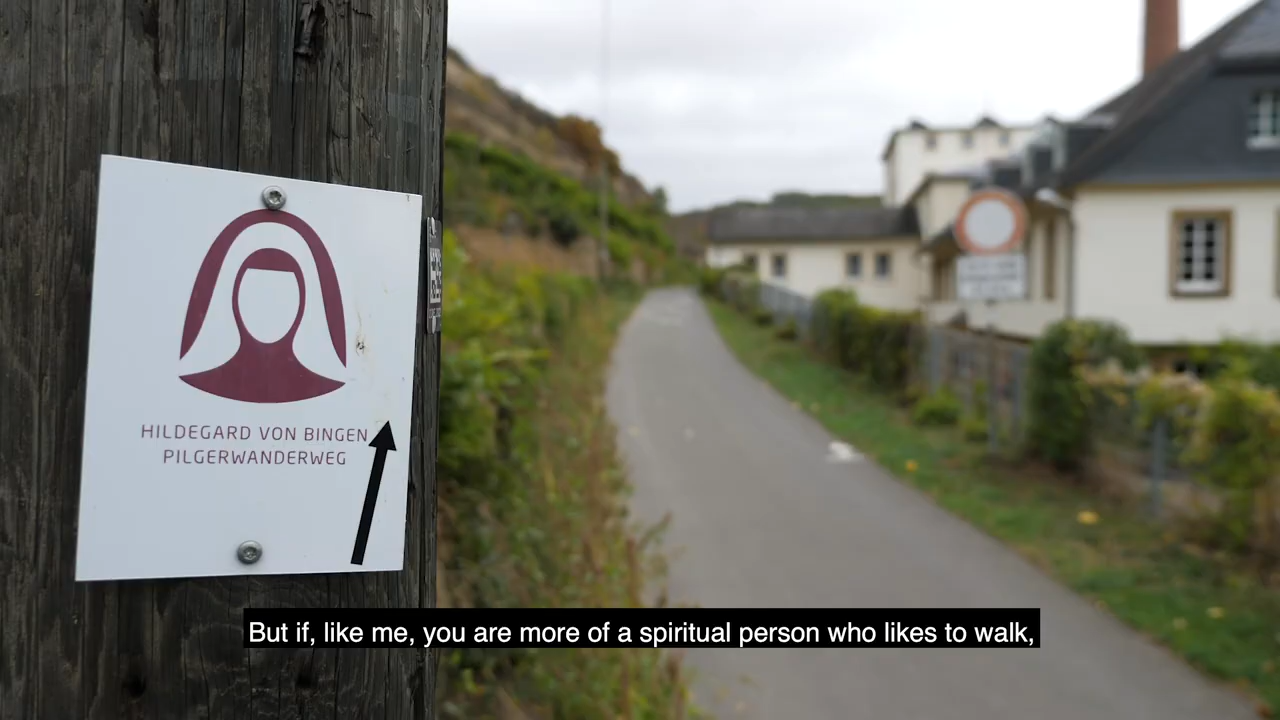 HILDEGARD VON BINGEN
PILGERWANDERWEG
But if, like me, you are more of a spiritual person who likes to walk,